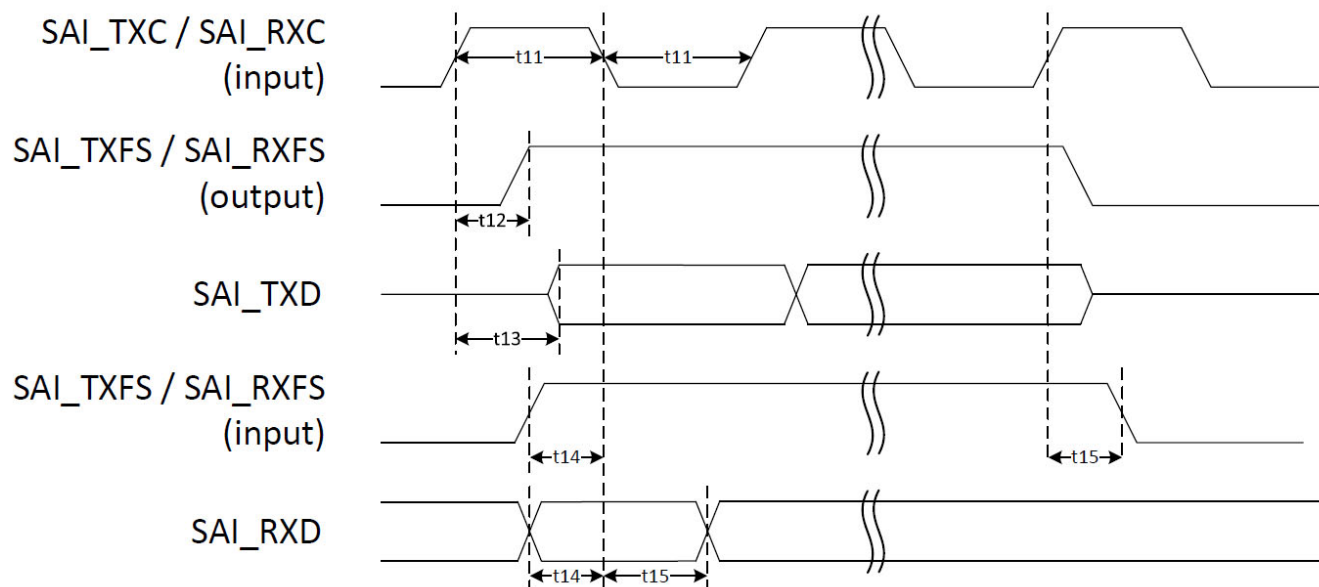 SAI_TXC / SAI_RXC
(input)
t11 t11
SAI_TXFS / SAI_RXFS
(output)
t12
SAI_TXD
t13
SAI_TXFS / SAI_RXFS
(input)
t14 t15
SAI_RXD
t14 t15